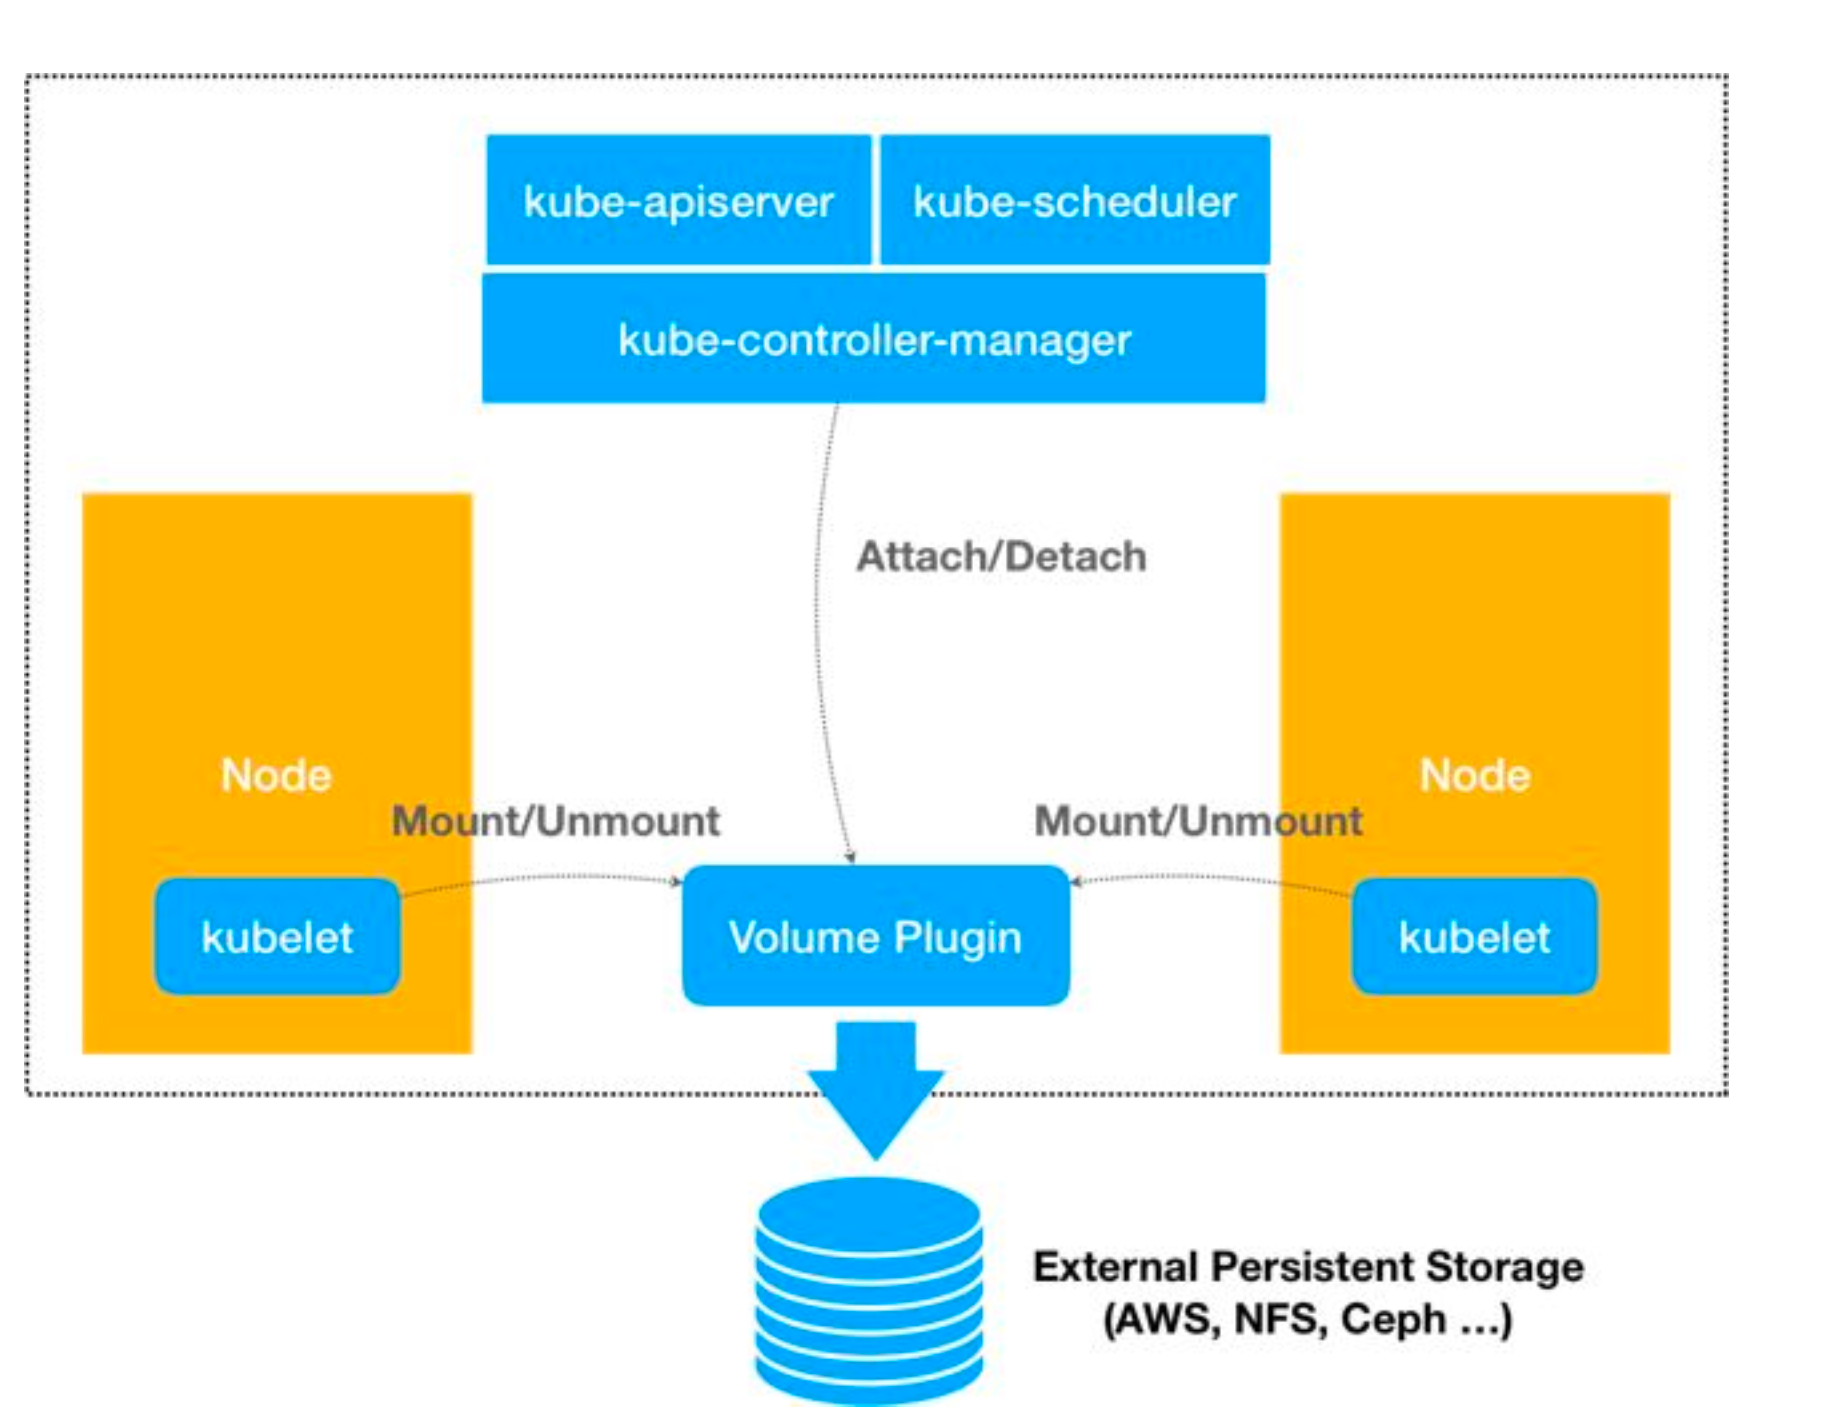 kube-apiserver
kube-scheduler
kube-controller-manager
Attach/Detach
Node
Node
Mount/Unmount
Mount/Unmount
kubelet
Volume Plugin
kubelet
External Persistent Storage
(AWS, NFS, Ceph ...)